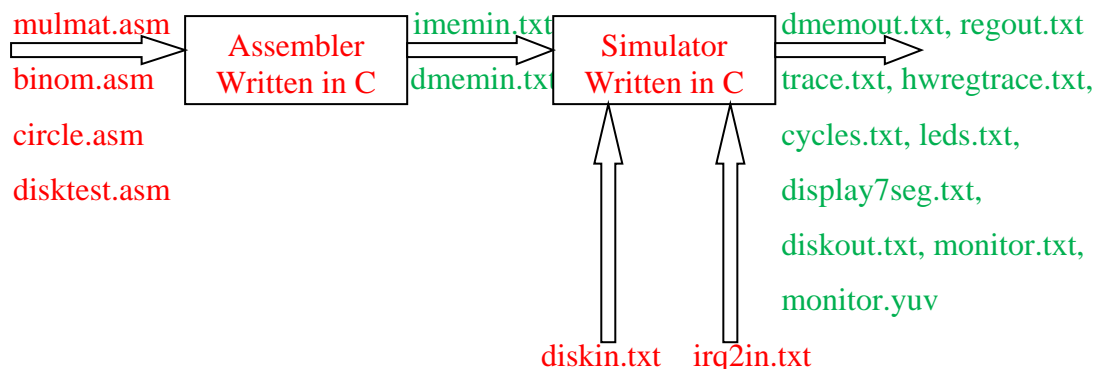 mulmat.asm
binom.asm
circle.asm
disktest.asm
Assembler
Written in C
imemin.txt
dmemin.txt
Simulator
Written in C
dmemout.txt, regout.txt
trace.txt, hwregtrace.txt,
cycles.txt, leds.txt,
display7seg.txt,
diskout.txt, monitor.txt,
monitor.yuv
diskin.txt irq2in.txt